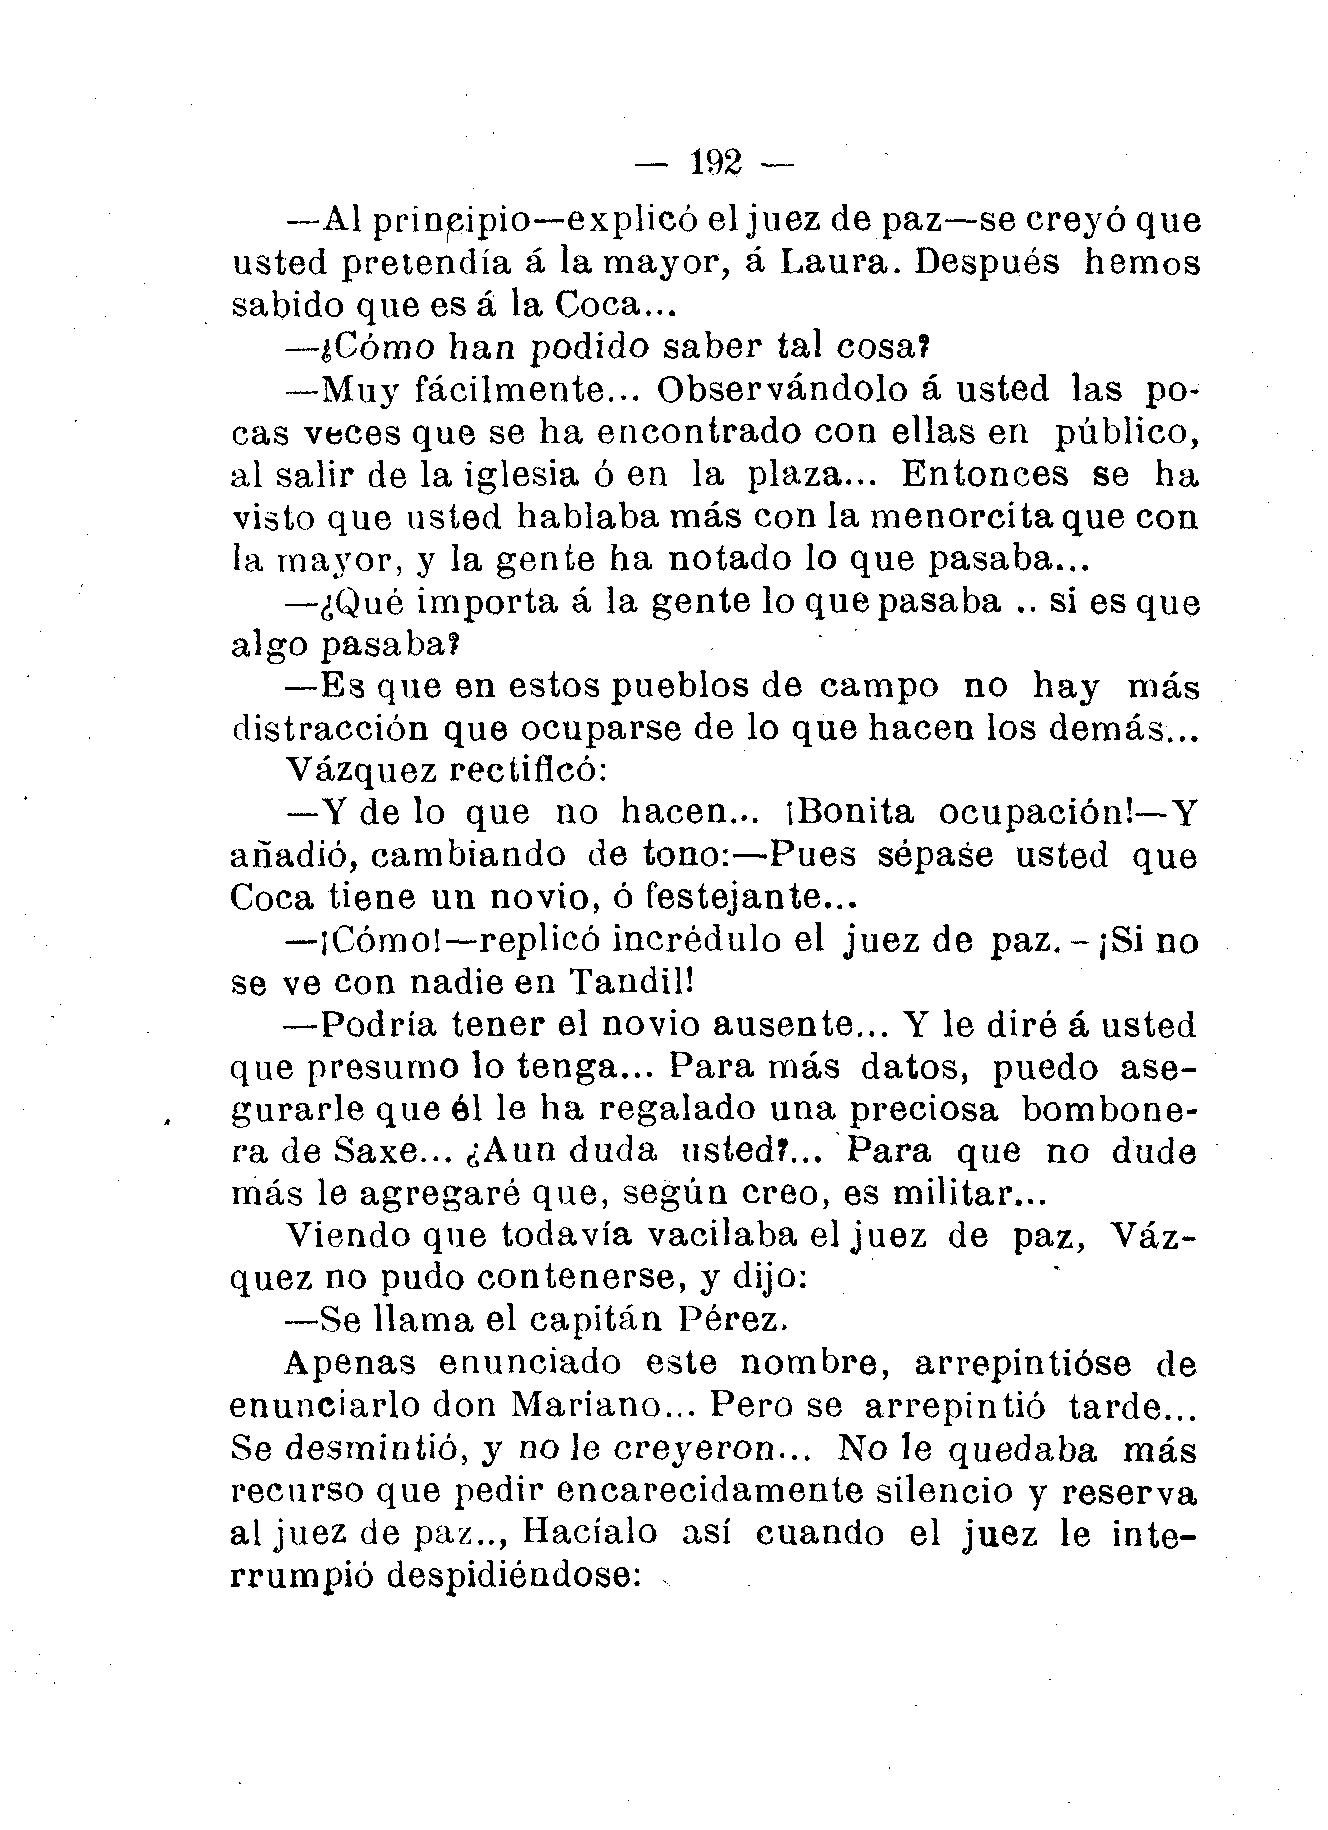 — 192 —
—Al principio—explicó el juez de paz—se creyó que
usted pretendía á la mayor, á Laura. Después hemos
sabido que es á la Coca...
—¿Cómo han podido saber tal cosa?
—Muy fácilmente... Observándolo á usted las po-
cas veces que se ha encontrado con ellas en público,
al salir de la iglesia ó en la plaza... Entonces se ha
visto que usted hablaba más con la menorcita que con
la mayor, y la gente ha notado lo que pasaba...
—¿Qué importa á la gente lo que pasaba .. si es que
algo pasaba?
—Es que en estos pueblos de campo no hay más
distracción que ocuparse de lo que hacen los demás...
Vázquez rectificó:
—Y de lo que no hacen... ¡Bonita ocupación!—Y
añadió, cambiando de tono:—Pues sépase usted que
Coca tiene un novio, ó festejante...
—¡Cómo!—replicó incrédulo el juez de paz.-¡Si no
se ve con nadie en Tandil!
—Podría tener el novio ausente... Y le diré á usted
que presumo lo tenga... Para más datos, puedo ase-
gurarle que él le ha regalado una preciosa bombone-
ra de Saxe... ¿Aun duda usted?... Para que no dude
más le agregaré que, según creo, es militar...
Viendo que todavía vacilaba el juez de paz, Váz-
quez no pudo contenerse, y dijo:
—Se llama el capitán Pérez.
Apenas enunciado este nombre, arrepintióse de
enunciarlo don Mariano... Pero se arrepintió tarde...
Se desmintió, y no le creyeron... No le quedaba más
recurso que pedir encarecidamente silencio y reserva
al juez de paz.., Hacíalo así cuando el juez le inte-
rrumpió despidiéndose: